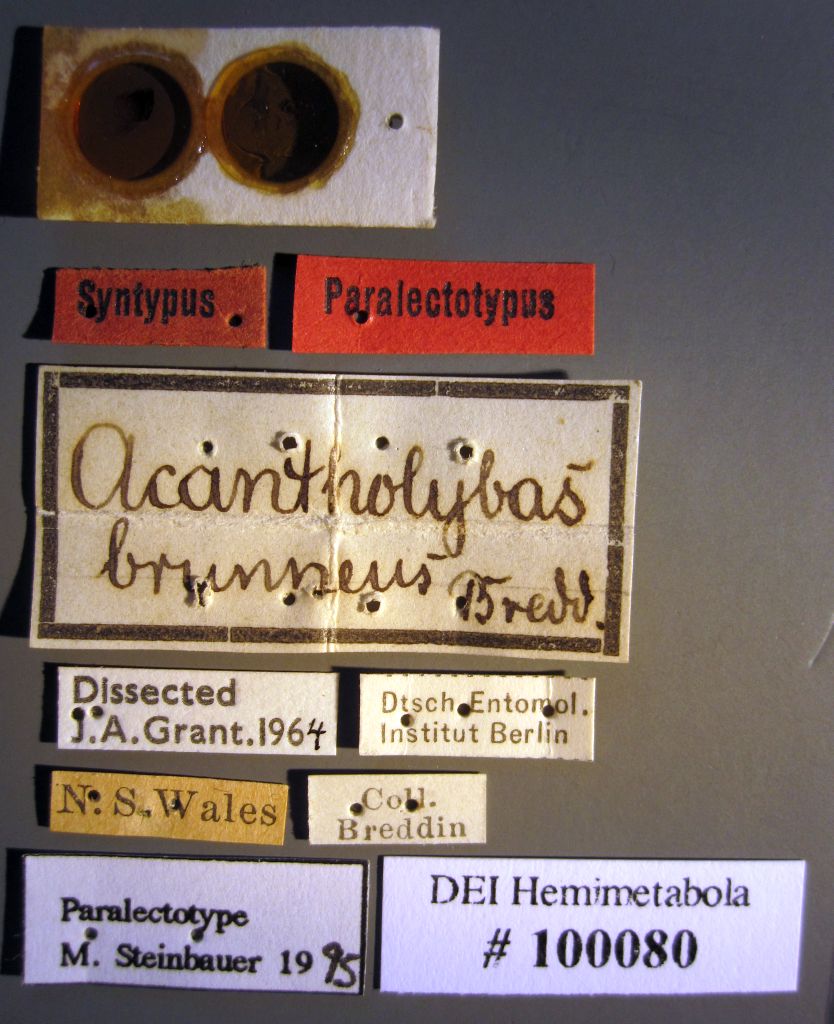 Syntypus
Paralectotypus
Acantholybas
brunneus Bredd.
Dissected
J.A.Grant.1964
Dtsch.Entomol.
Institut Berlin
N. S. Wales
Coll.
Breddin
Paralectotype
M. Steinbauer 1995
DEI Hemimetabola
# 100080